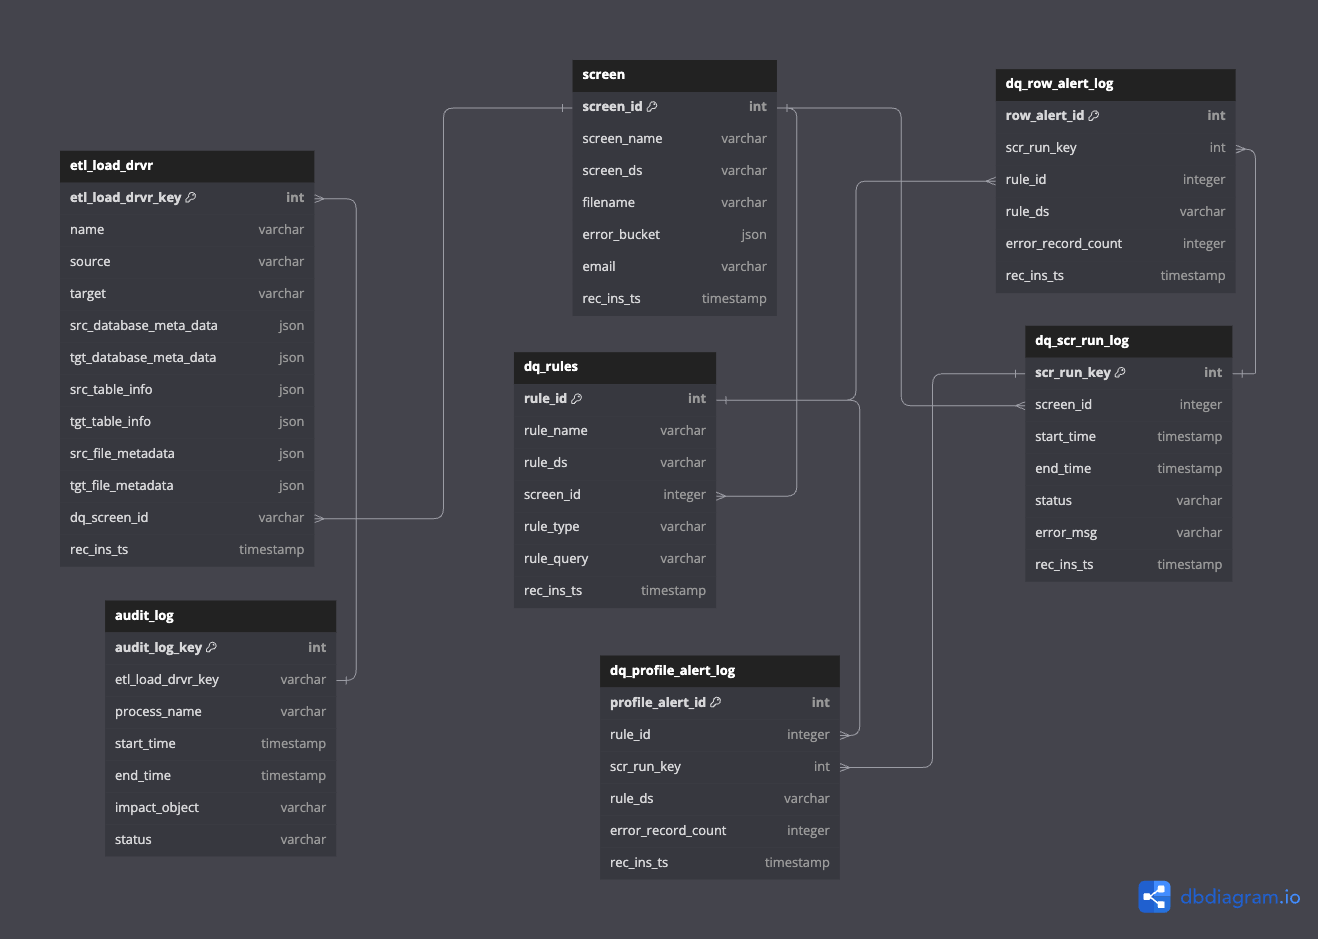 etl_load_drvr
etl_load_drvr_key int
name varchar
source varchar
target varchar
src_database_meta_data json
tgt_database_meta_data json
src_table_info json
tgt_table_info json
src_file_metadata json
tgt_file_metadata json
dq_screen_id varchar
rec_ins_ts timestamp
audit_log
audit_log_key int
etl_load_drvr_key varchar
process_name varchar
start_time timestamp
end_time timestamp
impact_object varchar
status varchar
screen
screen_id int
screen_name varchar
screen_ds varchar
filename varchar
error_bucket json
email varchar
rec_ins_ts timestamp
dq_rules
rule_id int
rule_name varchar
rule_ds varchar
screen_id integer
rule_type varchar
rule_query varchar
rec_ins_ts timestamp
dq_profile_alert_log
profile_alert_id int
rule_id integer
scr_run_key int
rule_ds varchar
error_record_count integer
rec_ins_ts timestamp
dq_row_alert_log
row_alert_id int
scr_run_key int
rule_id integer
rule_ds varchar
error_record_count integer
rec_ins_ts timestamp
dq_scr_run_log
scr_run_key int
screen_id integer
start_time timestamp
end_time timestamp
status varchar
error_msg varchar
rec_ins_ts timestamp
dbdiagram.io